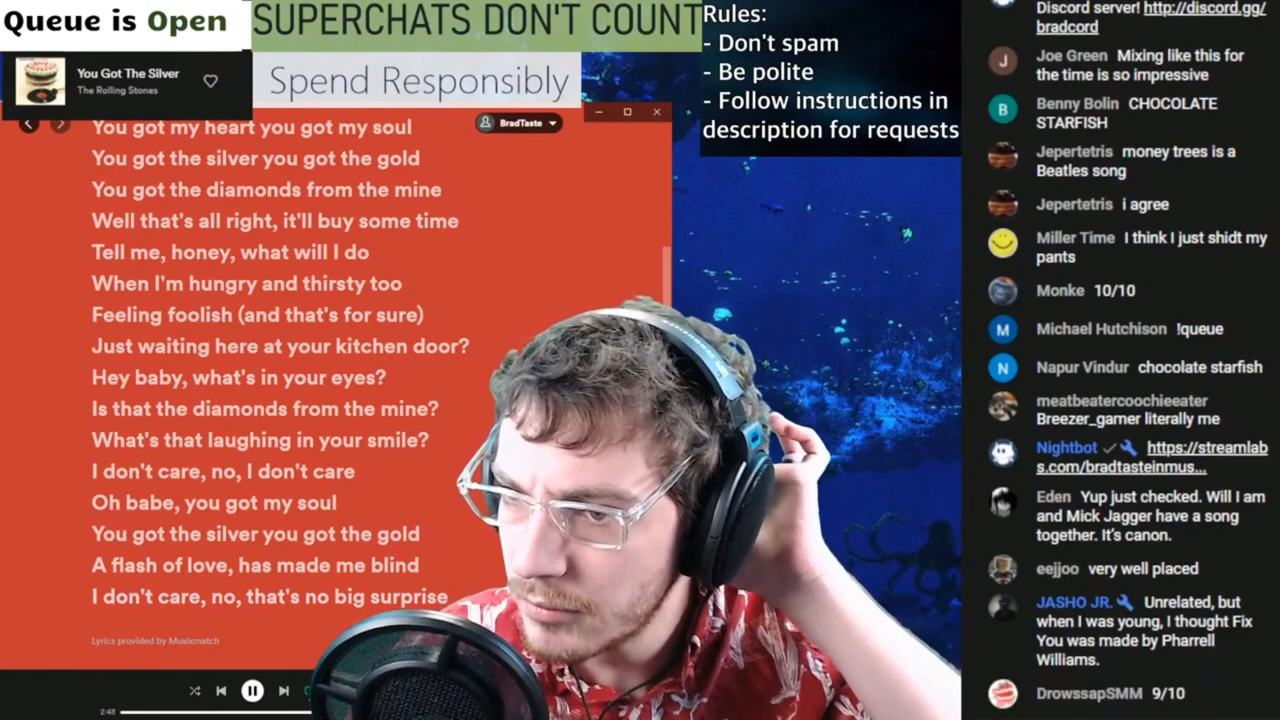 Queue is Open
SUPERCHATS DON'T COUNT
Spend Responsibly
You Got The Silver
The Rolling Stones
Rules:
- Don't spam
- Be polite
- Follow instructions in
description for requests
BradTaste
You got my heart you got my soul
You got the silver you got the gold
You got the diamonds from the mine
Well that's all right, it'll buy some time
Tell me, honey, what will I do
When I'm hungry and thirsty too
Feeling foolish (and that's for sure)
Just waiting here at your kitchen door?
Hey baby, what's in your eyes?
Is that the diamonds from the mine?
What's that laughing in your smile?
I don't care, no, I don't care
Oh babe, you got my soul
You got the silver you got the gold
A flash of love, has made me blind
I don't care, no, that's no big surprise
Lyrics provided by Musixmatch
2:48
Discord server! http://discord.gg/
bradcord
J
Joe Green Mixing like this for
the time is so impressive
B
Benny Bolin CHOCOLATE
STARFISH
Jepertetris money trees is a
Beatles song
Jepertetris i agree
Miller Time I think I just shidt my
pants
Monke 10/10
M
Michael Hutchison !queue
N
Napur Vindur chocolate starfish
meatbeatercoochieeater
Breezer_gamer literally me
Nightbot https://streamlab
s.com/bradtasteinmus...
Eden Yup just checked. Will I am
and Mick Jagger have a song
together. It's canon.
eejjoo very well placed
JASHO JR. Unrelated, but
when I was young, I thought Fix
You was made by Pharrell
Williams.
DrowssapSMM 9/10